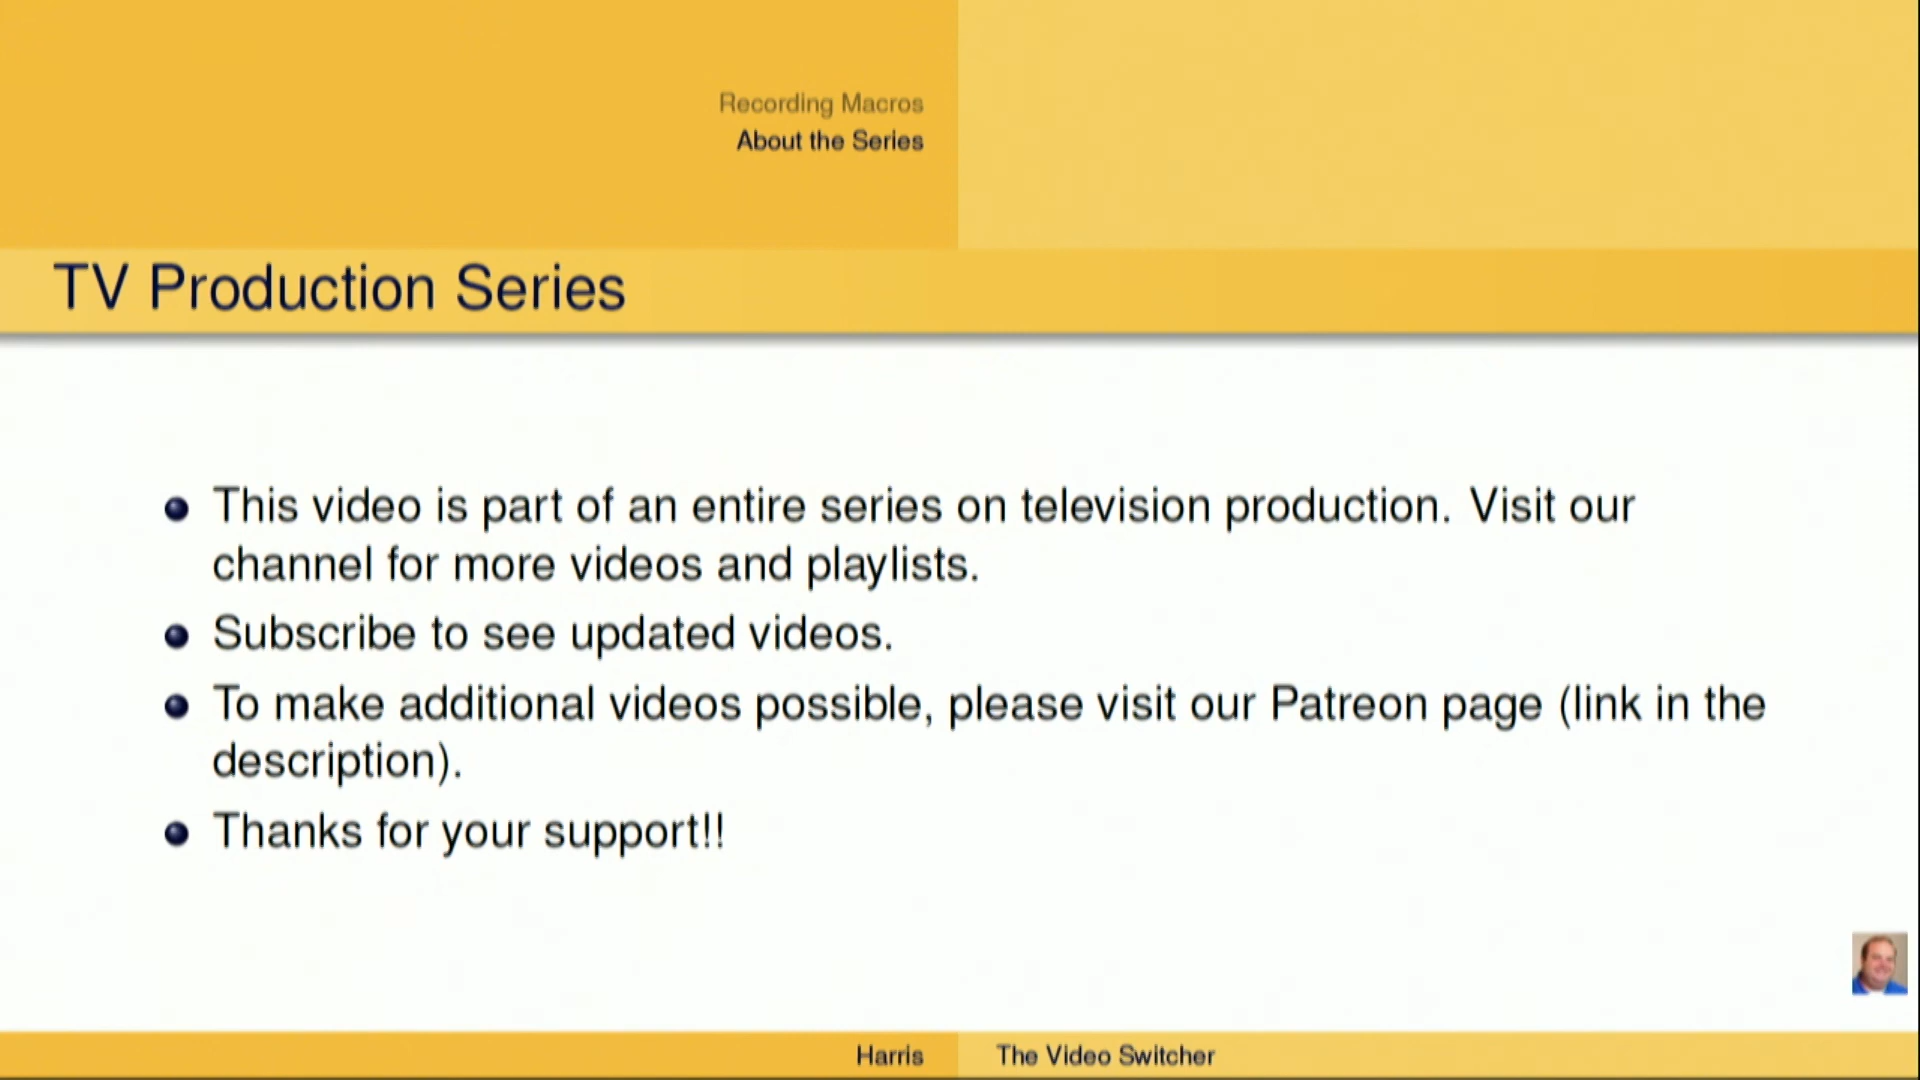 Recording Macros
About the Series
TV Production Series
This video is part of an entire series on television production. Visit our
channel for more videos and playlists.
Subscribe to see updated videos.
To make additional videos possible, please visit our Patreon page (link in the
description).
Thanks for your support!!
Harris
The Video Switcher